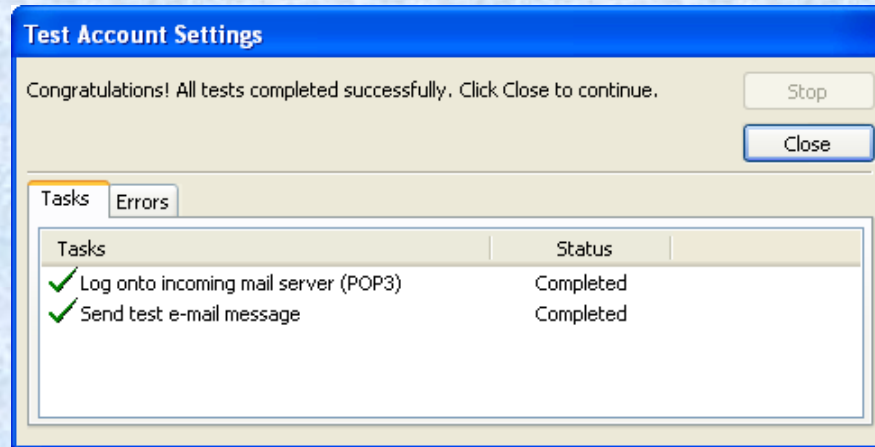 Test Account Settings
Congratulations! All tests completed successfully. Click Close to continue.
Stop
Close
Tasks Errors
Tasks Status
Log onto incoming mail server (POP3) Completed
Send test e-mail message Completed